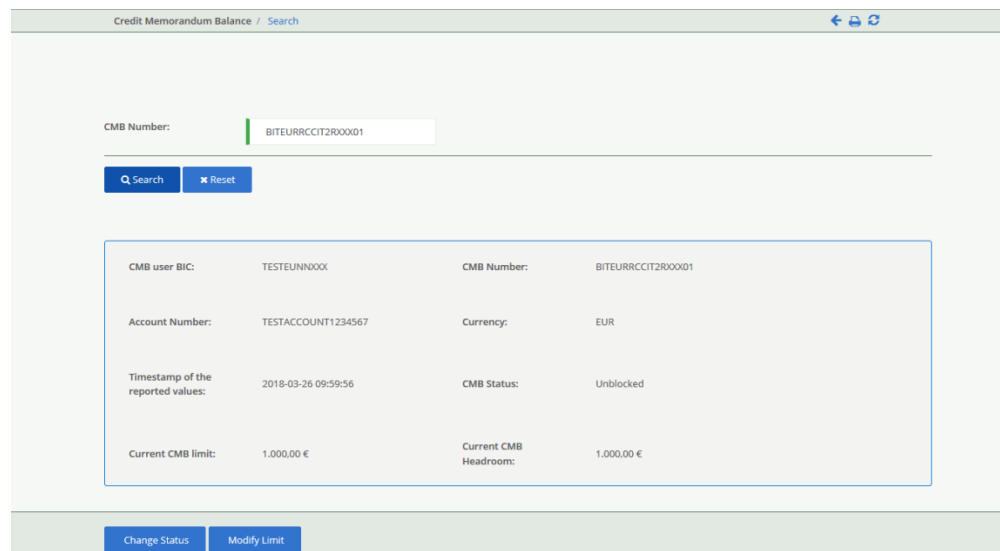 Credit Memorandum Balance / Search
CMB Number: BITEURRCCIT2RXXX01
Search Reset
CMB user BIC: TESTEUNNXXX CMB Number: BITEURRCCIT2RXXX01
Account Number: TESTACCOUNT1234567 Currency: EUR
Timestamp of the
reported values: 2018-03-26 09:59:56 CMB Status: Unblocked
Current CMB limit: 1.000,00 € Current CMB
Headroom: 1.000,00 €
Change Status Modify Limit